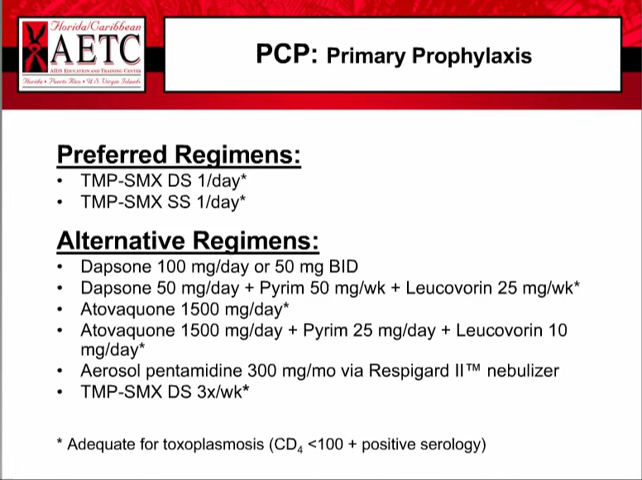 Florida/Caribbean
AETC
AIDS EDUCATION AND TRAINING CENTER
Florida • Puerto Rico • U.S. Virgin Islands
PCP: Primary Prophylaxis
Preferred Regimens:
• TMP-SMX DS 1/day*
• TMP-SMX SS 1/day*
Alternative Regimens:
• Dapsone 100 mg/day or 50 mg BID
• Dapsone 50 mg/day + Pyrim 50 mg/wk + Leucovorin 25 mg/wk*
• Atovaquone 1500 mg/day*
• Atovaquone 1500 mg/day + Pyrim 25 mg/day + Leucovorin 10
mg/day*
• Aerosol pentamidine 300 mg/mo via Respigard II™ nebulizer
• TMP-SMX DS 3x/wk*
* Adequate for toxoplasmosis (CD₄ <100 + positive serology)